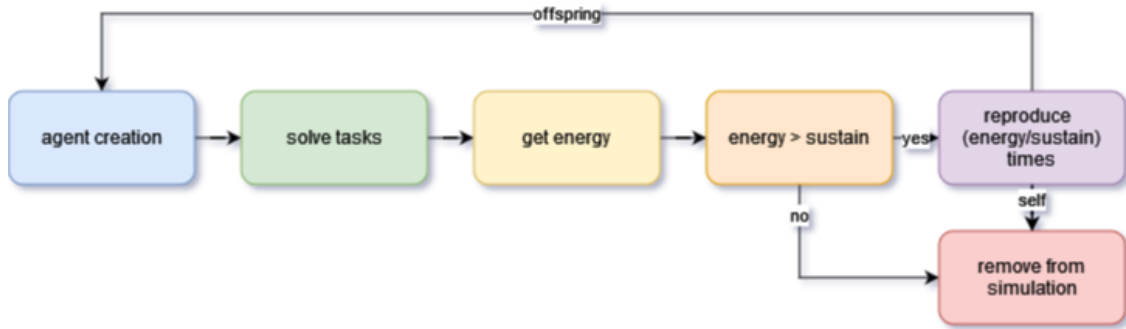 offspring
agent creation
solve tasks
get energy
energy > sustain
yes
reproduce
(energy/sustain)
times
no
self
remove from
simulation